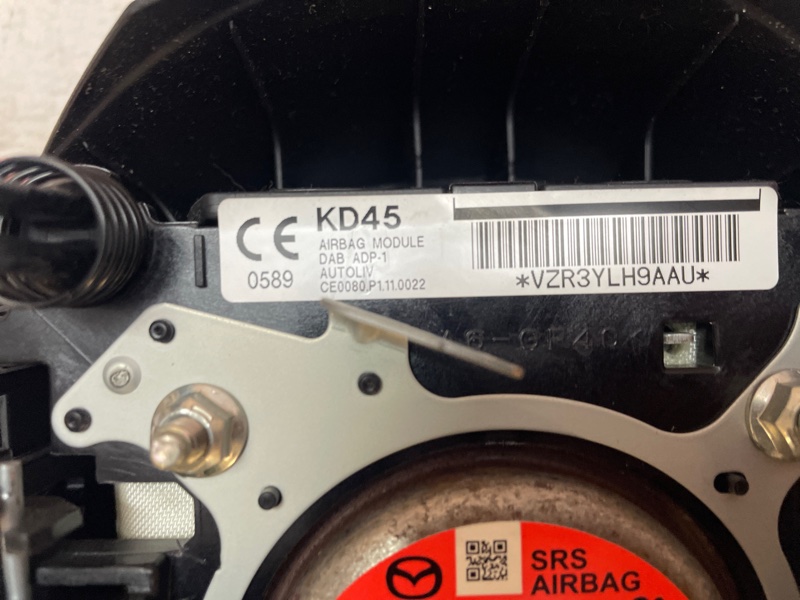 CE
0589
KD45
AIRBAG MODULE
DAB ADP-1
AUTOLIV
CE0080.P1.11.0022
*VZR3YLH9AAU*
SRS
AIRBAG